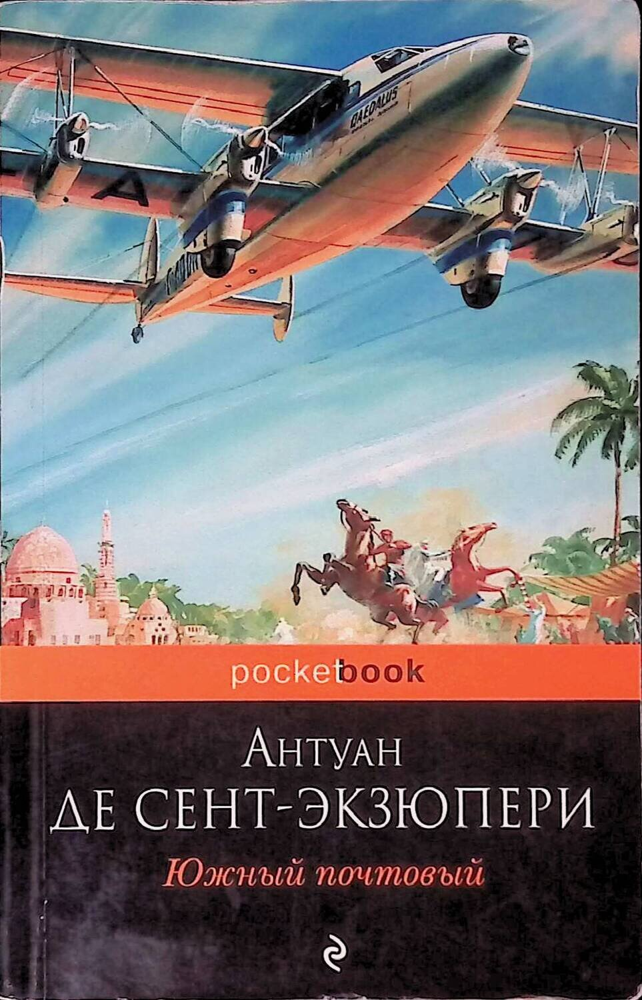 DAEDALUS
A
pocketbook
Антуан
де Сент-Экзюпери
Южный почтовый